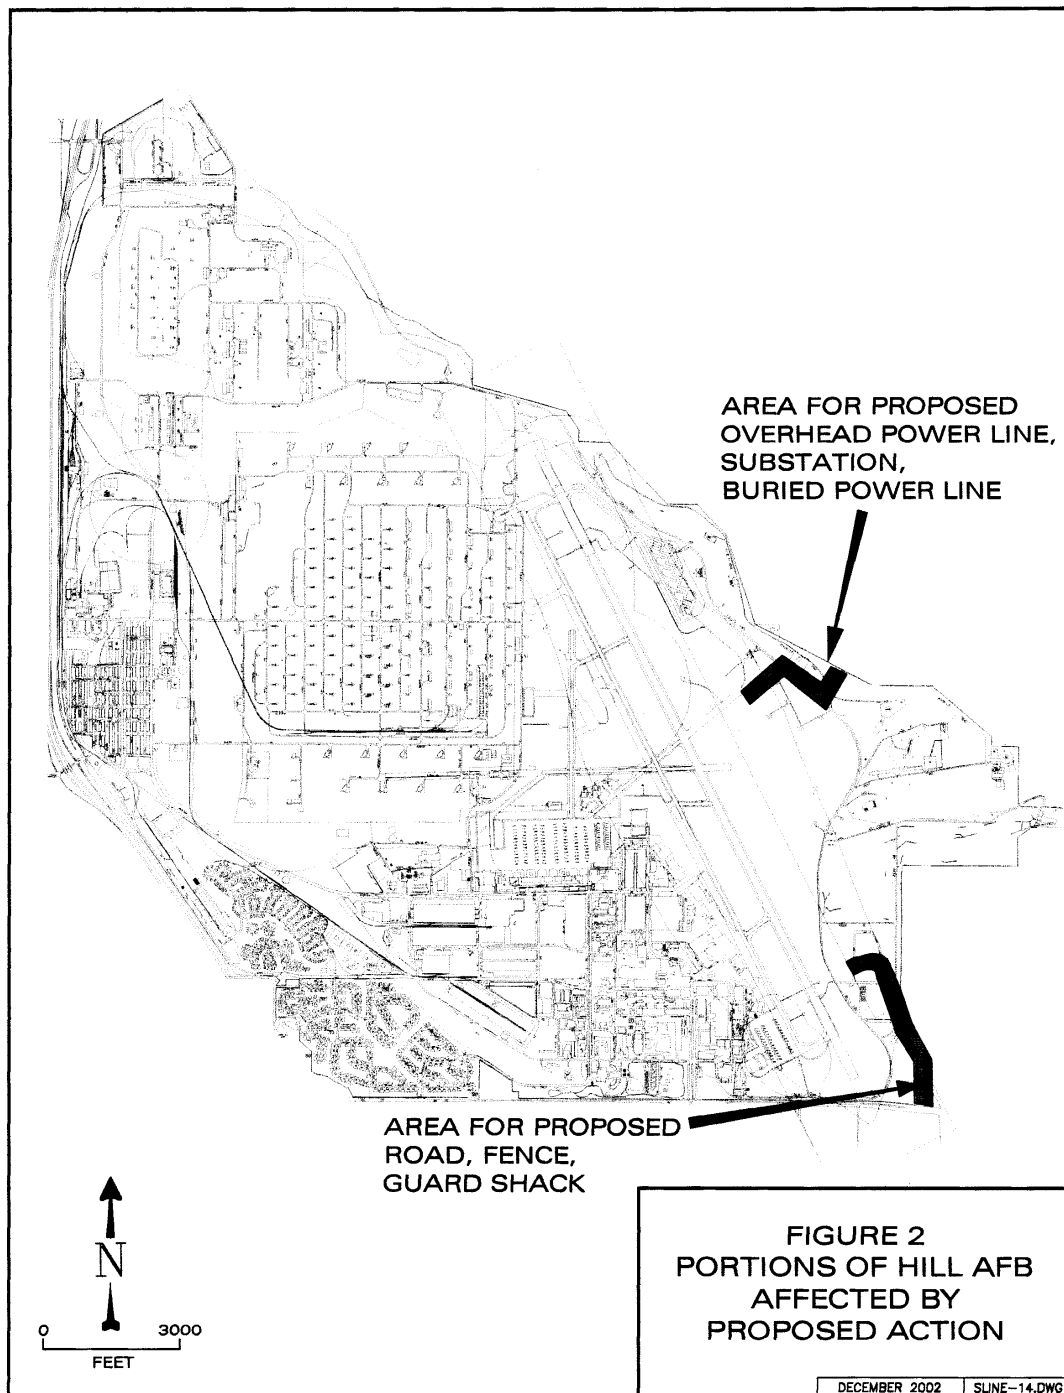 AREA FOR PROPOSED
OVERHEAD POWER LINE,
SUBSTATION,
BURIED POWER LINE
AREA FOR PROPOSED
ROAD, FENCE,
GUARD SHACK
N
0 3000
FEET
FIGURE 2
PORTIONS OF HILL AFB
AFFECTED BY
PROPOSED ACTION
DECEMBER 2002 SLINE-14.DWG